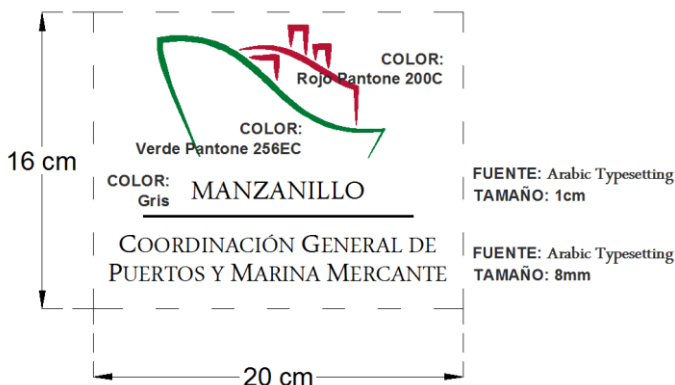 COLOR:
Rojo Pantone 200C
COLOR:
Verde Pantone 256EC
16 cm
COLOR:
Gris
MANZANILLO
FUENTE: Arabic Typesetting
TAMAÑO: 1cm
COORDINACIÓN GENERAL DE
PUERTOS Y MARINA MERCANTE
FUENTE: Arabic Typesetting
TAMAÑO: 8mm
20 cm